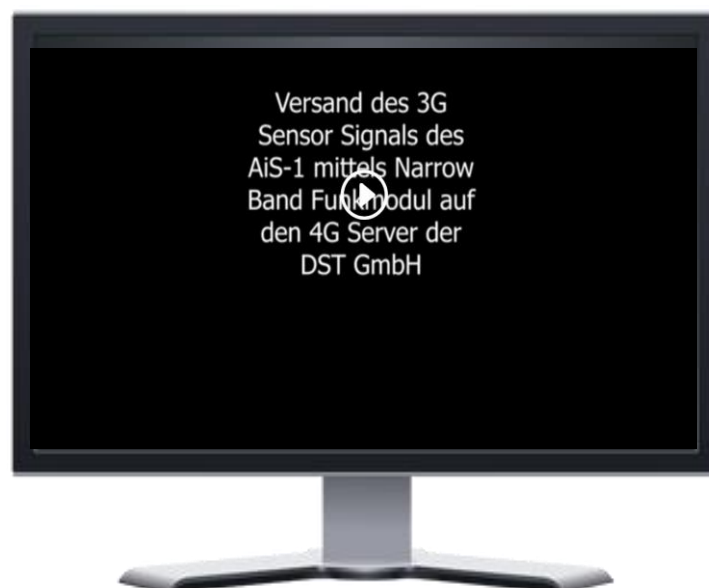 Versand des 3G
Sensor Signals des
AiS-1 mittels Narrow
Band Funkmodul auf
den 4G Server der
DST GmbH